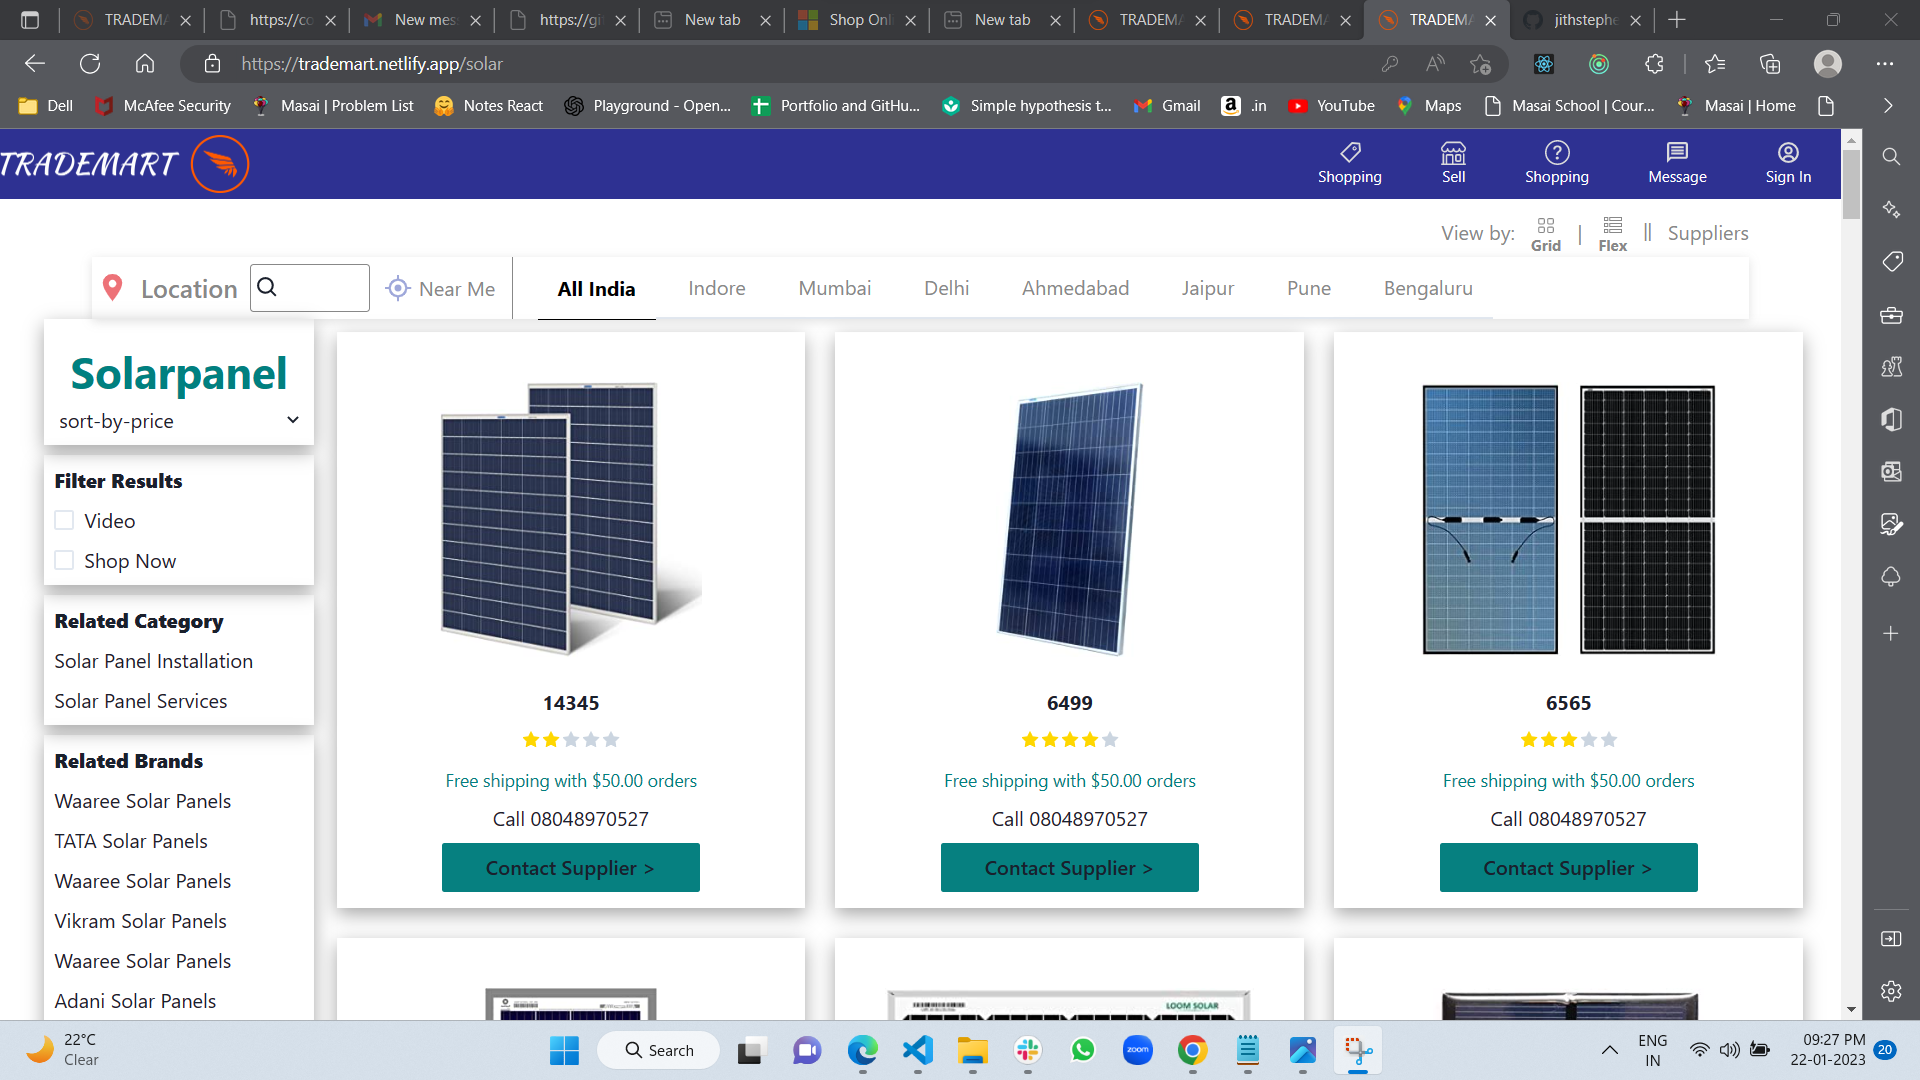 TRADEMA
https://co
New mes
https://gi
New tab
Shop Onl
New tab
TRADEMA
TRADEMA
TRADEMA
jithstephe
https://trademart.netlify.app/solar
Dell
McAfee Security
Masai | Problem List
Notes React
Playground - Open...
Portfolio and GitHu...
Simple hypothesis t...
Gmail
.in
YouTube
Maps
Masai School | Cour...
Masai | Home
TRADEMART
Shopping
Sell
Shopping
Message
Sign In
View by:
Grid
|
Flex
||
Suppliers
Location
Near Me
All India
Indore
Mumbai
Delhi
Ahmedabad
Jaipur
Pune
Bengaluru
Solarpanel
sort-by-price
Filter Results
Video
Shop Now
Related Category
Solar Panel Installation
Solar Panel Services
Related Brands
Waaree Solar Panels
TATA Solar Panels
Waaree Solar Panels
Vikram Solar Panels
Waaree Solar Panels
Adani Solar Panels
14345
Free shipping with $50.00 orders
Call 08048970527
Contact Supplier >
6499
Free shipping with $50.00 orders
Call 08048970527
Contact Supplier >
6565
Free shipping with $50.00 orders
Call 08048970527
Contact Supplier >
LOOM SOLAR
22°C
Clear
Search
zoom
ENG
IN
09:27 PM
22-01-2023
20